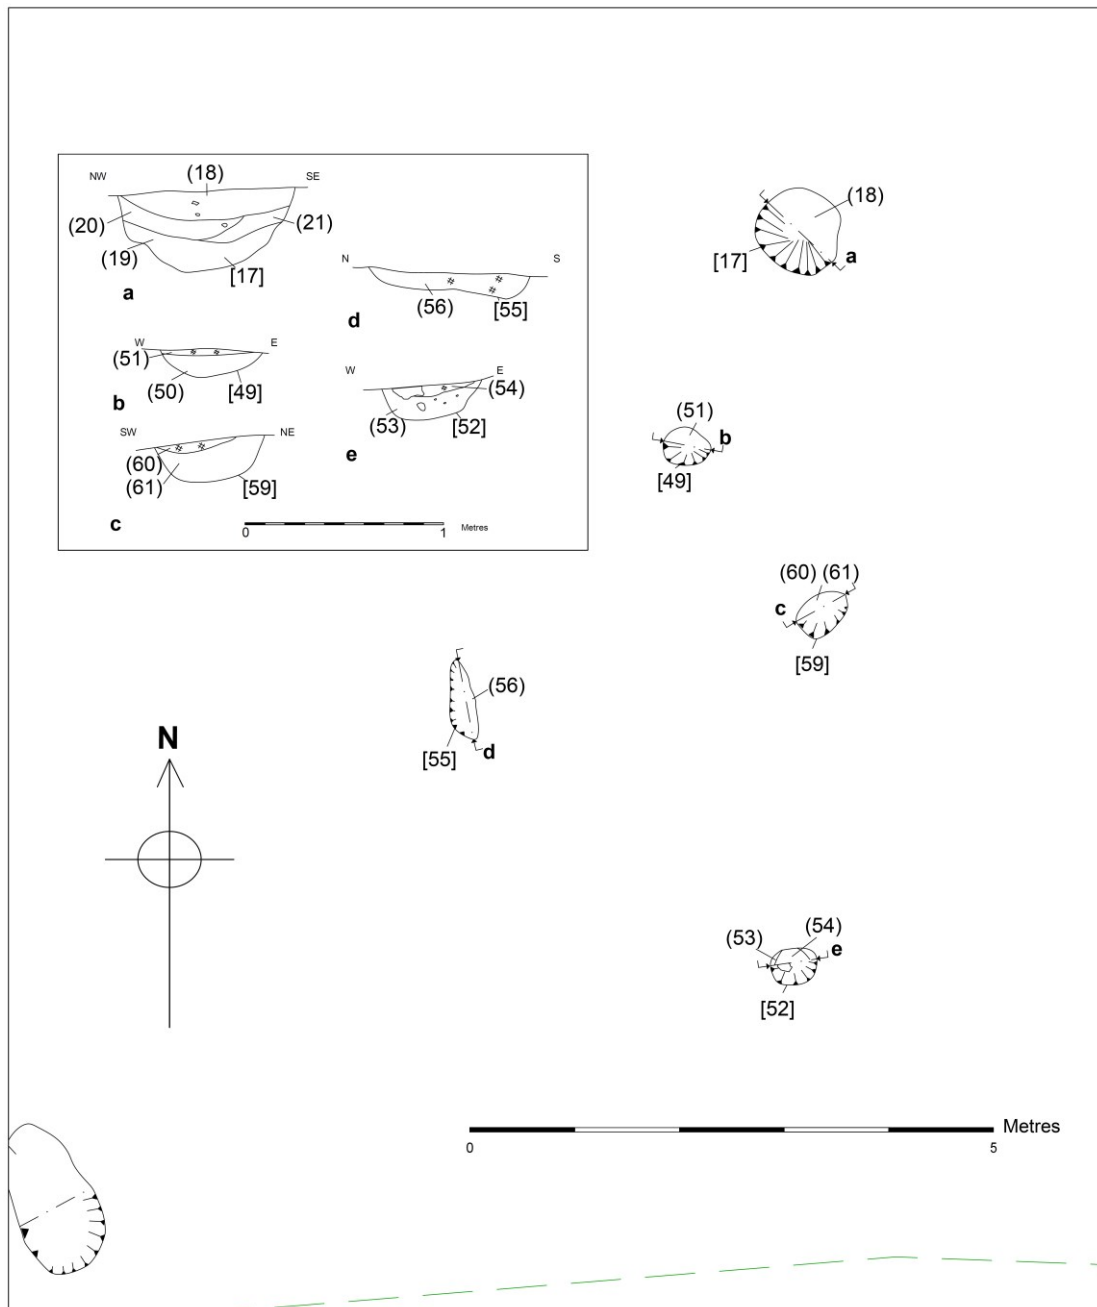 NW
(18)
SE
(20)
(21)
(19)
[17]
a
N
S
(56)
[55]
d
W
E
(51)
(50)
[49]
b
W
E
(54)
(53)
[52]
e
SW
NE
(60)
(61)
[59]
c
0 1 Metres
(18)
[17]
a
(51)
b
[49]
(60) (61)
c
[59]
(56)
[55]
d
N
(53)
(54)
e
[52]
0 5 Metres